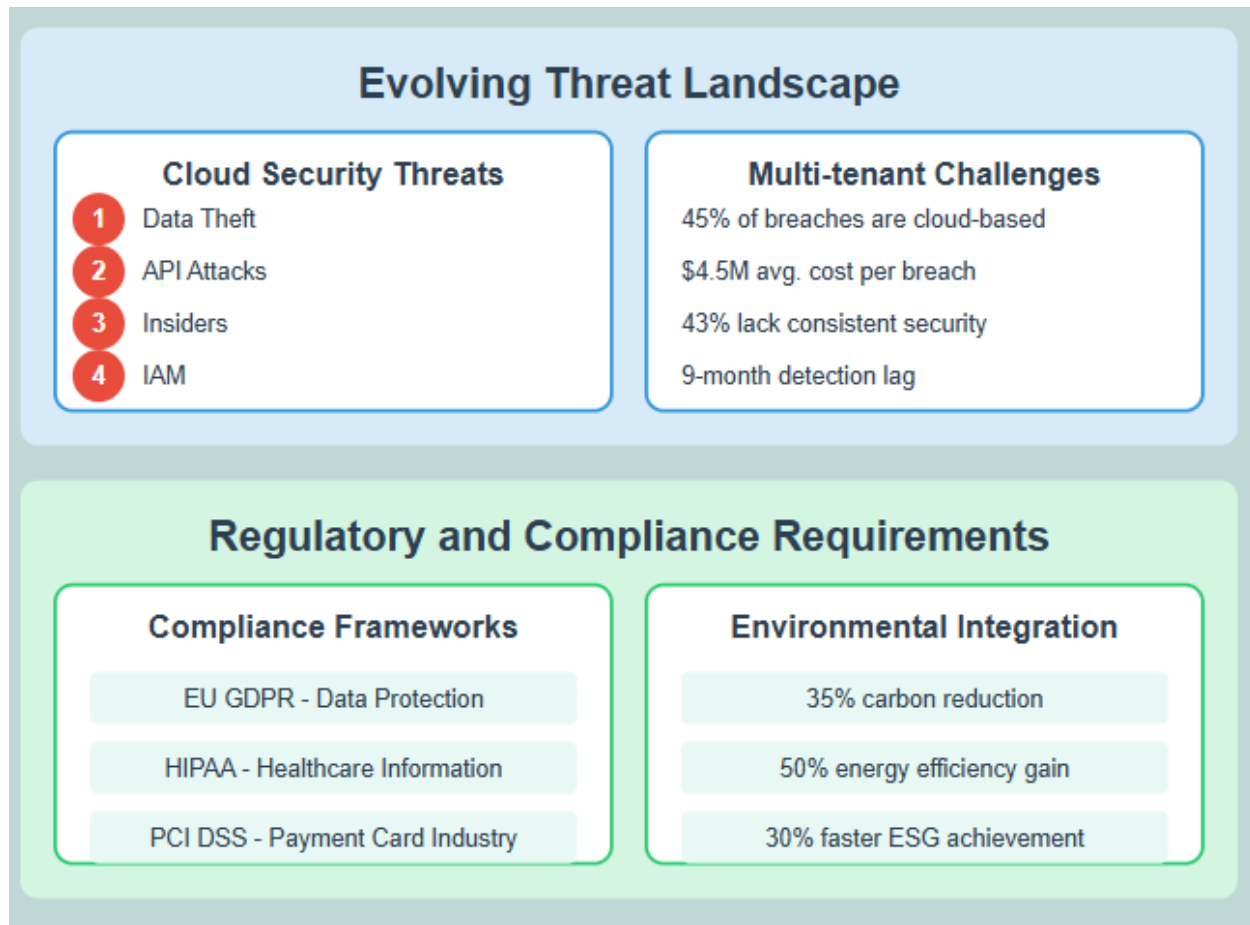 Evolving Threat Landscape
Cloud Security Threats
1 Data Theft
2 API Attacks
3 Insiders
4 IAM
Multi-tenant Challenges
45% of breaches are cloud-based
$4.5M avg. cost per breach
43% lack consistent security
9-month detection lag
Regulatory and Compliance Requirements
Compliance Frameworks
EU GDPR - Data Protection
HIPAA - Healthcare Information
PCI DSS - Payment Card Industry
Environmental Integration
35% carbon reduction
50% energy efficiency gain
30% faster ESG achievement